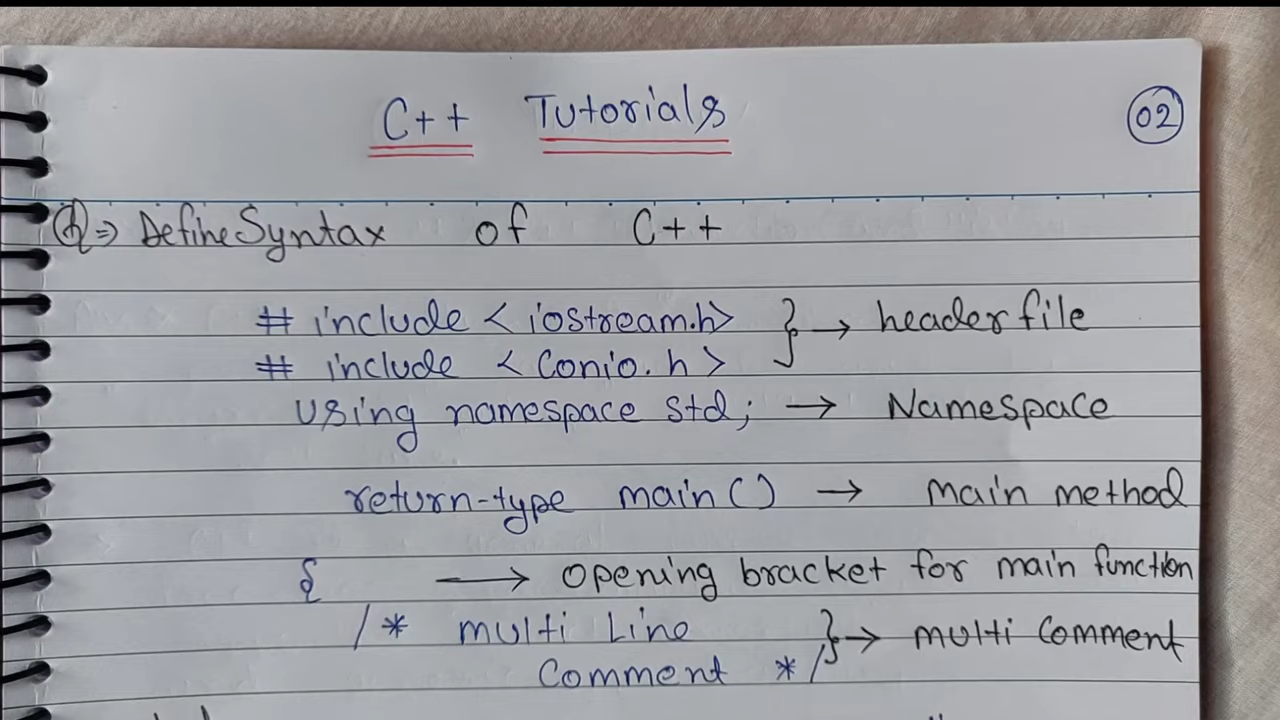 C++ Tutorials
02
Q⇒ Define Syntax of C++
# include < iostream.h> } → header file
# include < Conio.h >
using namespace std; → Namespace
return-type main() → Main method
{ → Opening bracket for main function
/* multi Line } → multi Comment
Comment */